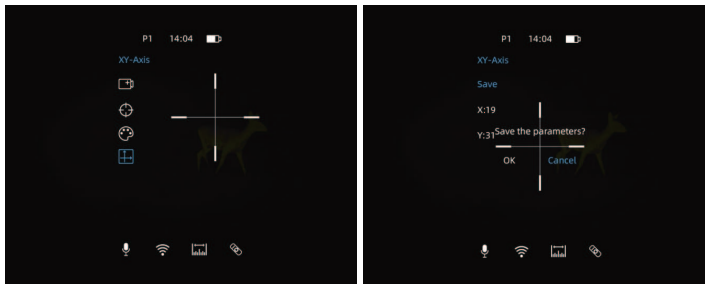 P1 14:04
XY-Axis
P1 14:04
XY-Axis
Save
X:19
Y:31
Save the parameters?
OK Cancel